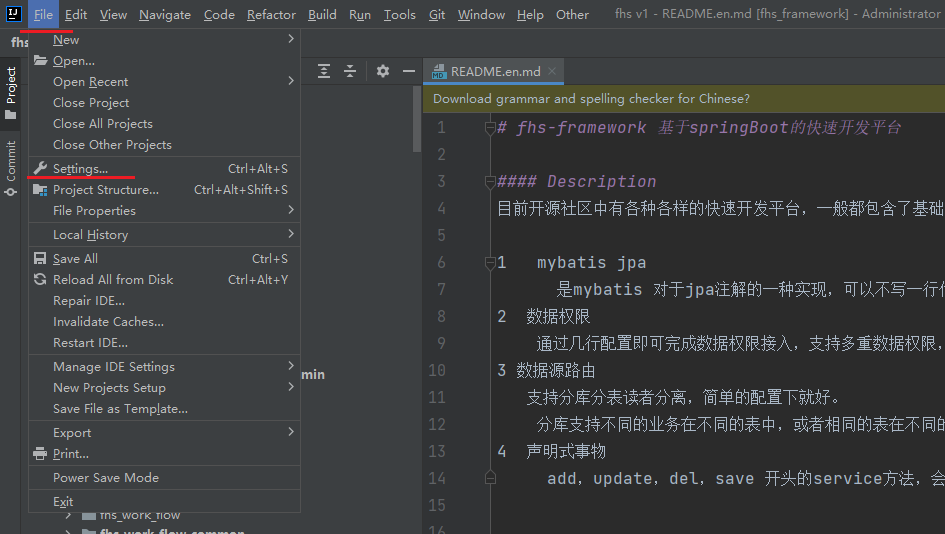 File Edit View Navigate Code Refactor Build Run Tools Git Window Help Other fhs v1 - README.en.md [fhs_framework] - Administrator
fhs
Project
Commit
New
Open...
Open Recent
Close Project
Close All Projects
Close Other Projects
Settings... Ctrl+Alt+S
Project Structure... Ctrl+Alt+Shift+S
File Properties
Local History
Save All Ctrl+S
Reload All from Disk Ctrl+Alt+Y
Repair IDE...
Invalidate Caches...
Restart IDE...
Manage IDE Settings
New Projects Setup
Save File as Template...
Export
Print...
Power Save Mode
Exit
min
fhs_work_flow
fhs_work_flow_common
README.en.md
Download grammar and spelling checker for Chinese?
1 # fhs-framework 基于springBoot的快速开发平台
2
3 #### Description
4 目前开源社区中有各种各样的快速开发平台，一般都包含了基础
5
6 1 mybatis jpa
7 是mybatis 对于jpa注解的一种实现，可以不写一行
8 2 数据权限
9 通过几行配置即可完成数据权限接入，支持多重数据权限，
10 3 数据源路由
11 支持分库分表读者分离，简单的配置下就好。
12 分库支持不同的业务在不同的表中，或者相同的表在不同的
13 4 声明式事物
14 add，update，del，save 开头的service方法，会
15
16